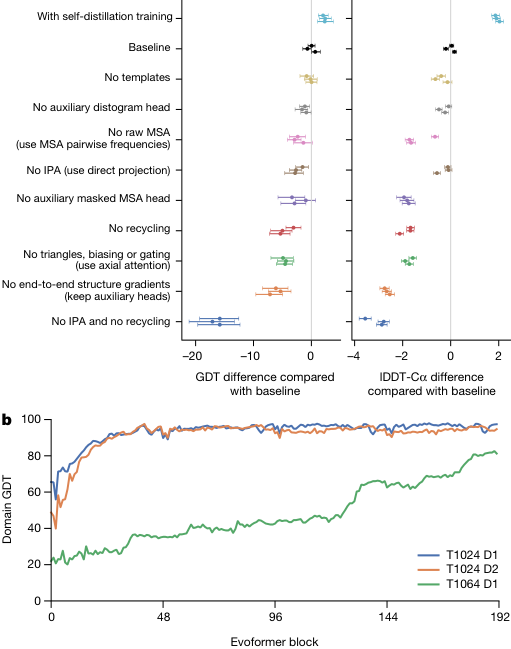 With self-distillation training
Baseline
No templates
No auxiliary distogram head
No raw MSA
(use MSA pairwise frequencies)
No IPA (use direct projection)
No auxiliary masked MSA head
No recycling
No triangles, biasing or gating
(use axial attention)
No end-to-end structure gradients
(keep auxiliary heads)
No IPA and no recycling
−20 −10 0
−4 −2 0 2
GDT difference compared
with baseline
lDDT-Cα difference
compared with baseline
b
100
80
60
40
20
0
Domain GDT
T1024 D1
T1024 D2
T1064 D1
0 48 96 144 192
Evoformer block